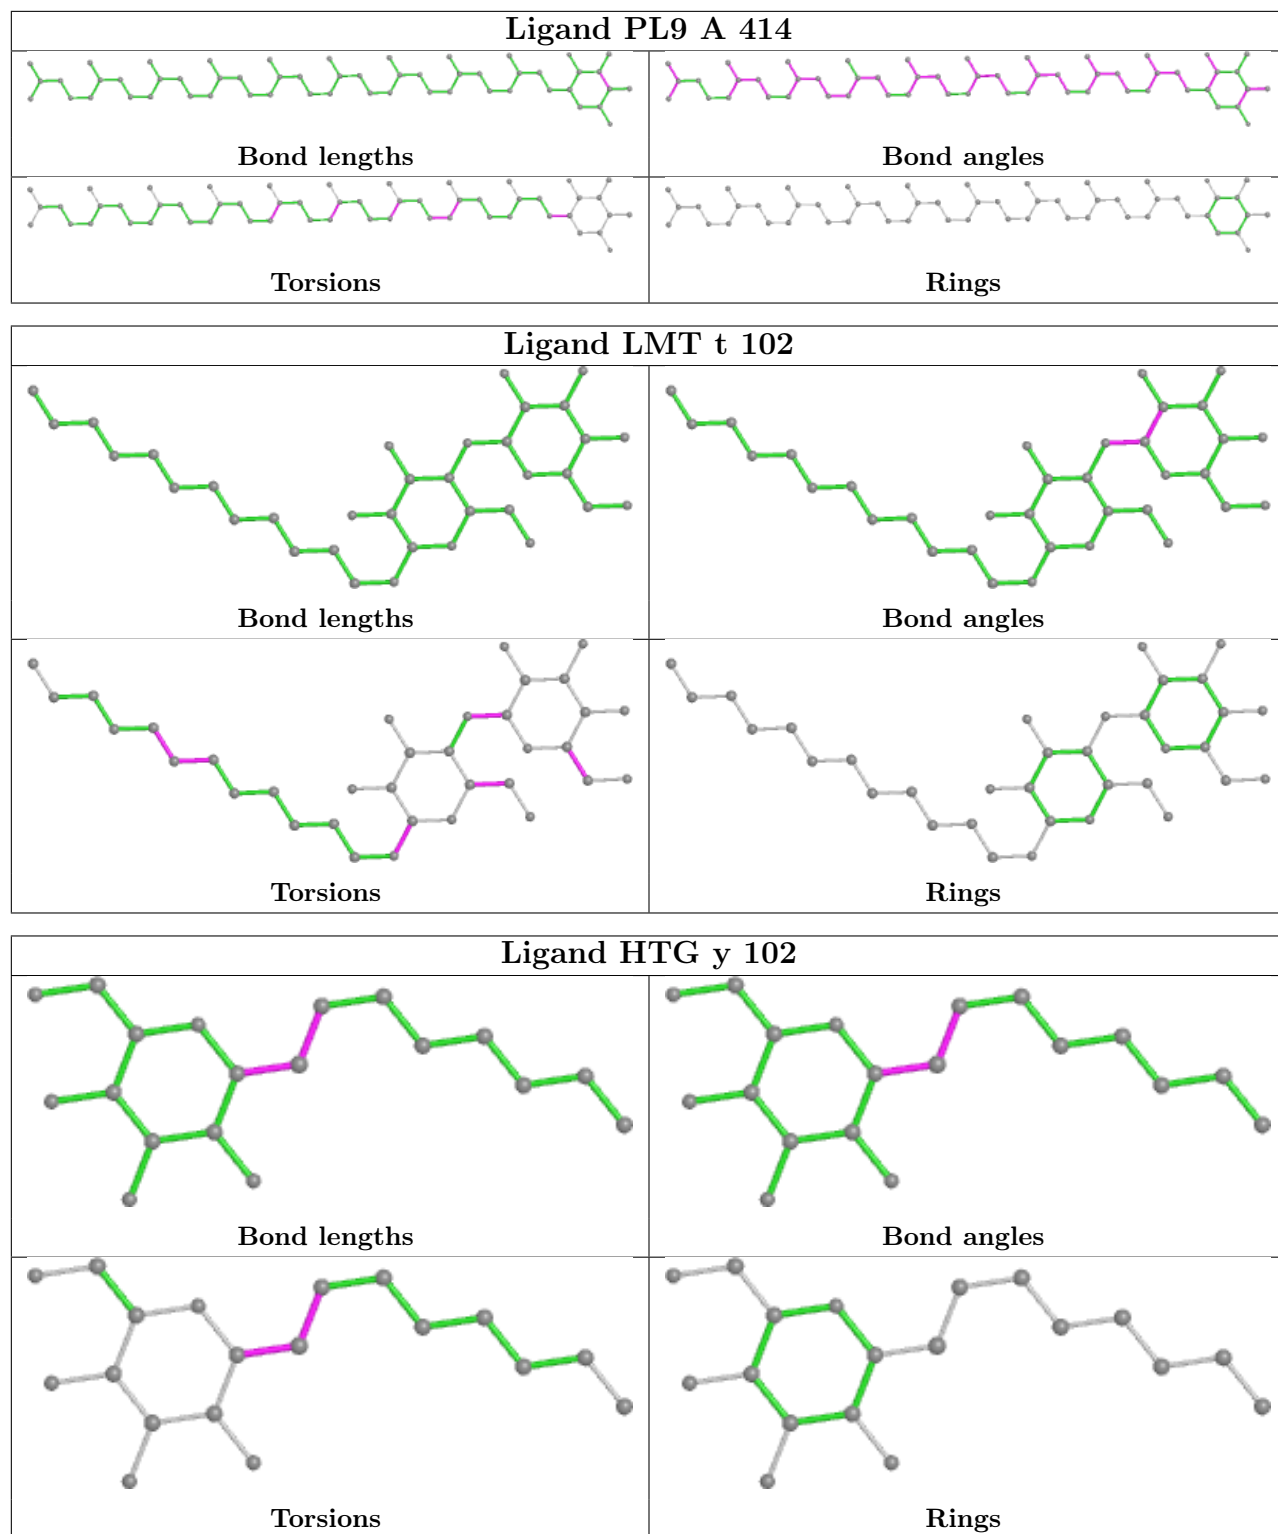 Ligand PL9 A 414
Bond lengths
Bond angles
Torsions
Rings
Ligand LMT t 102
Bond lengths
Bond angles
Torsions
Rings
Ligand HTG y 102
Bond lengths
Bond angles
Torsions
Rings